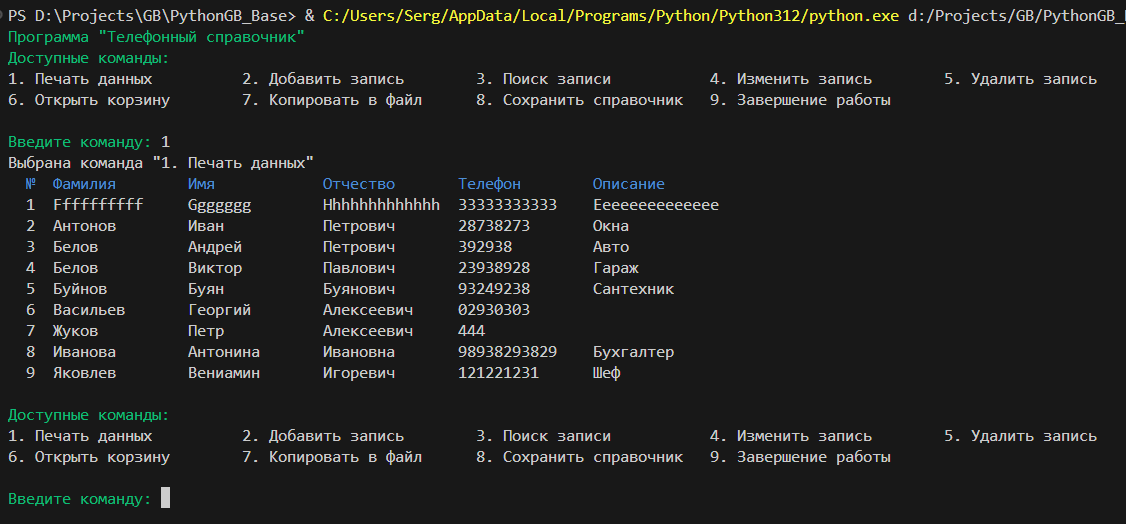 PS D:\Projects\GB\PythonGB_Base> & C:/Users/Serg/AppData/Local/Programs/Python/Python312/python.exe d:/Projects/GB/PythonGB_
Программа "Телефонный справочник"
Доступные команды:
1. Печать данных 2. Добавить запись 3. Поиск записи 4. Изменить запись 5. Удалить запись
6. Открыть корзину 7. Копировать в файл 8. Сохранить справочник 9. Завершение работы
Введите команду: 1
Выбрана команда "1. Печать данных"
№ Фамилия Имя Отчество Телефон Описание
1 Ffffffffff Ggggggg Hhhhhhhhhhhhh 33333333333 Eeeeeeeeeeeeee
2 Антонов Иван Петрович 28738273 Окна
3 Белов Андрей Петрович 392938 Авто
4 Белов Виктор Павлович 23938928 Гараж
5 Буйнов Буян Буянович 93249238 Сантехник
6 Васильев Георгий Алексеевич 02930303
7 Жуков Петр Алексеевич 444
8 Иванова Антонина Ивановна 98938293829 Бухгалтер
9 Яковлев Вениамин Игоревич 121221231 Шеф
Доступные команды:
1. Печать данных 2. Добавить запись 3. Поиск записи 4. Изменить запись 5. Удалить запись
6. Открыть корзину 7. Копировать в файл 8. Сохранить справочник 9. Завершение работы
Введите команду: